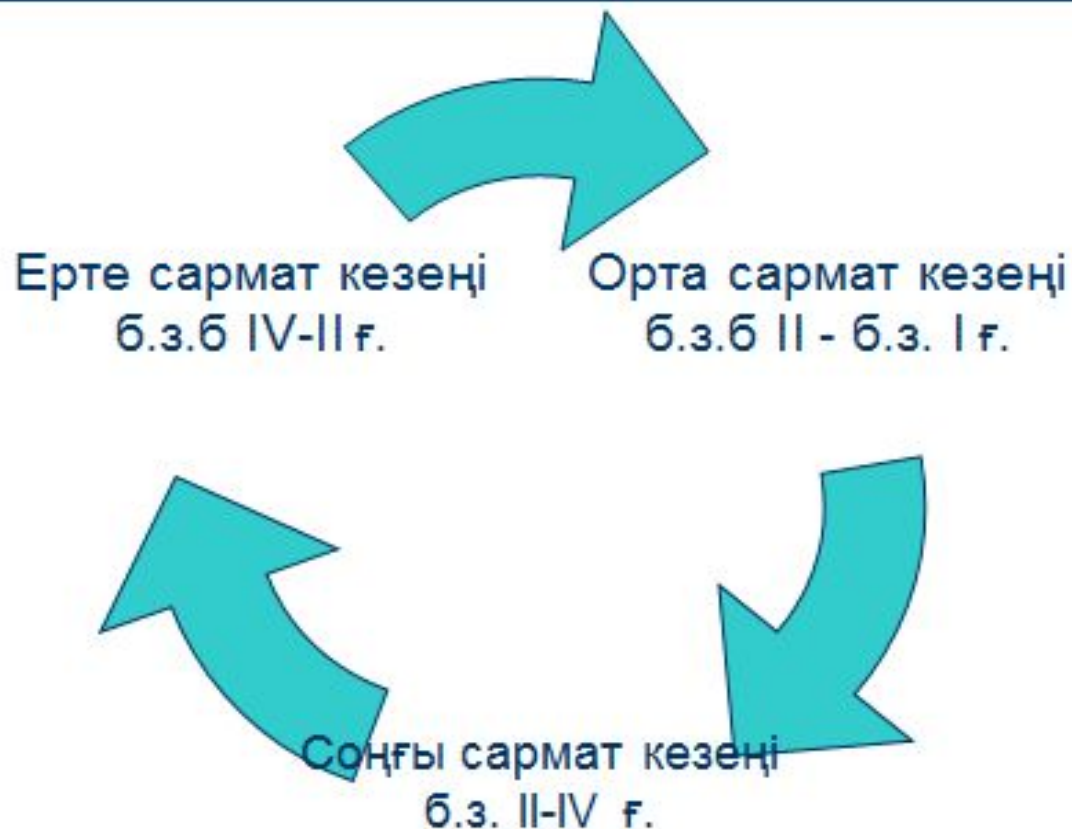 Ерте сармат кезеңі
б.з.б IV-II ғ.
Орта сармат кезеңі
б.з.б II - б.з. I ғ.
Соңғы сармат кезеңі
б.з. II-IV ғ.